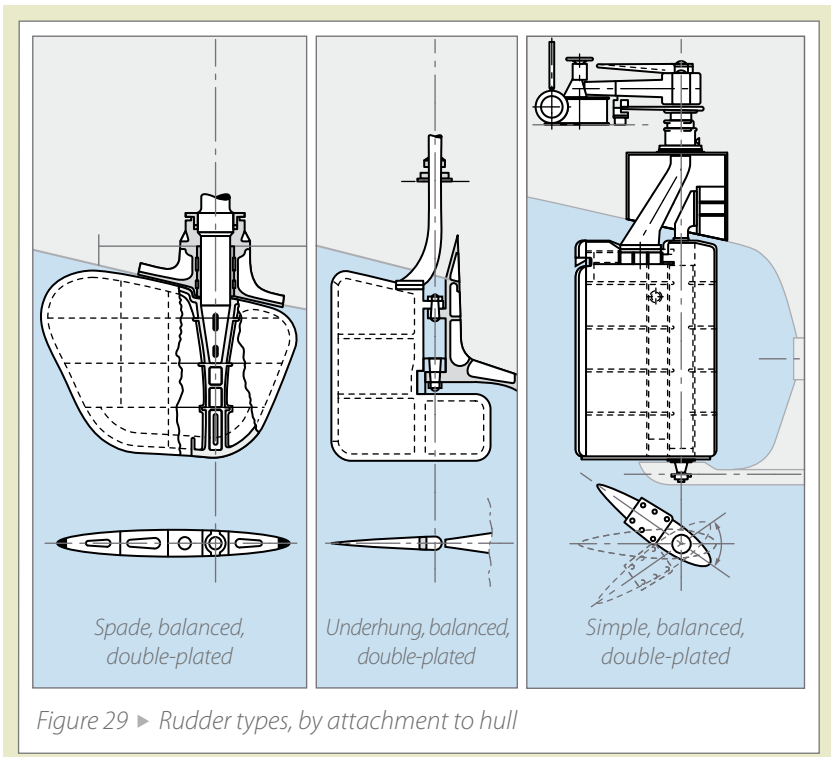 Spade, balanced,
double-plated
Underhung, balanced,
double-plated
Simple, balanced,
double-plated
Figure 29 ▶ Rudder types, by attachment to hull